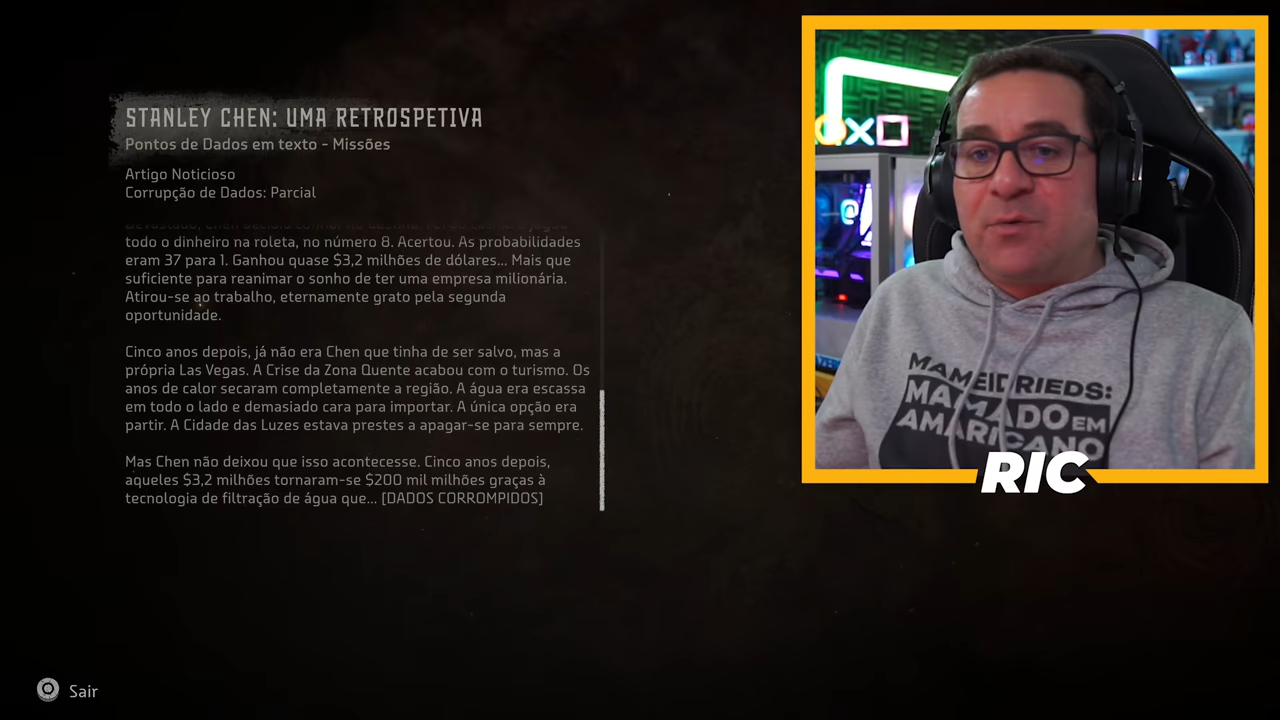 STANLEY CHEN: UMA RETROSPETIVA
Pontos de Dados em texto - Missões
Artigo Noticioso
Corrupção de Dados: Parcial
todo o dinheiro na roleta, no número 8. Acertou. As probabilidades
eram 37 para 1. Ganhou quase $3,2 milhões de dólares... Mais que
suficiente para reanimar o sonho de ter uma empresa milionária.
Atirou-se ao trabalho, eternamente grato pela segunda
oportunidade.
Cinco anos depois, já não era Chen que tinha de ser salvo, mas a
própria Las Vegas. A Crise da Zona Quente acabou com o turismo. Os
anos de calor secaram completamente a região. A água era escassa
em todo o lado e demasiado cara para importar. A única opção era
partir. A Cidade das Luzes estava prestes a apagar-se para sempre.
Mas Chen não deixou que isso acontecesse. Cinco anos depois,
aqueles $3,2 milhões tornaram-se $200 mil milhões graças à
tecnologia de filtração de água que... [DADOS CORROMPIDOS]
Sair
MAMEIDRIEDS:
MAMADO EM
AMARICANO
RIC